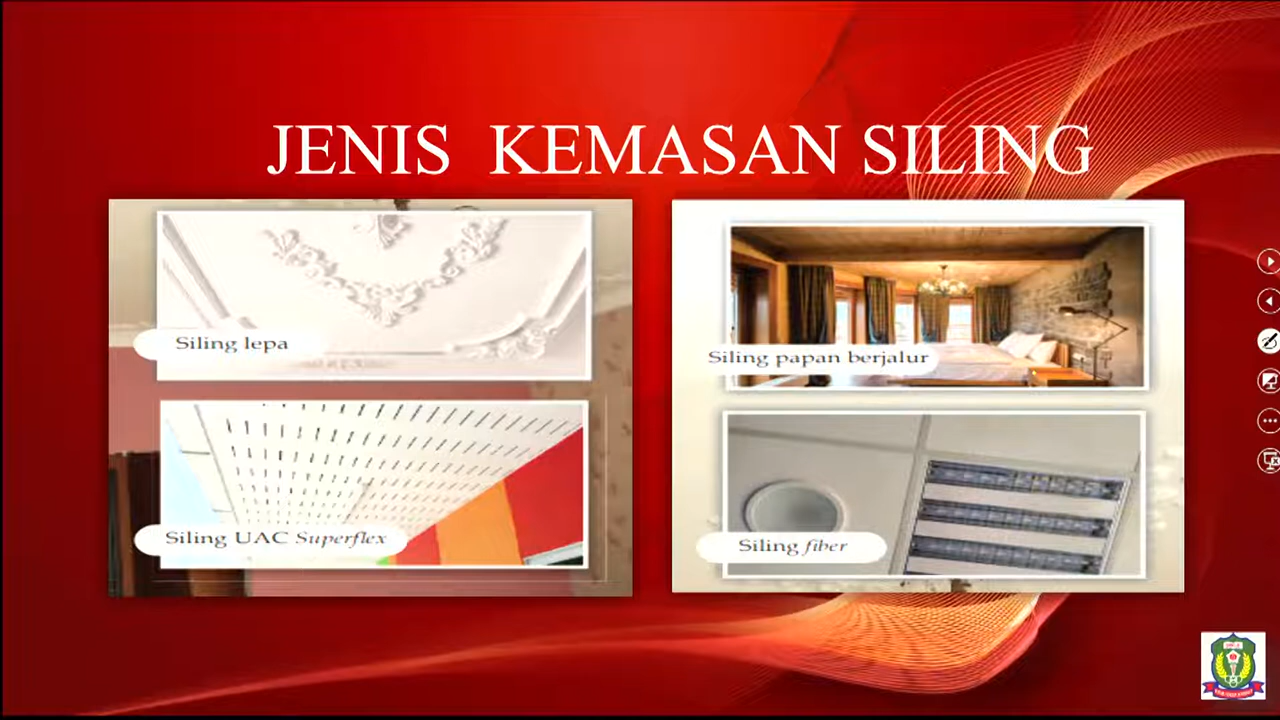 JENIS KEMASAN SILING
Siling lepa
Siling UAC Superflex
Siling papan berjalur
Siling fiber